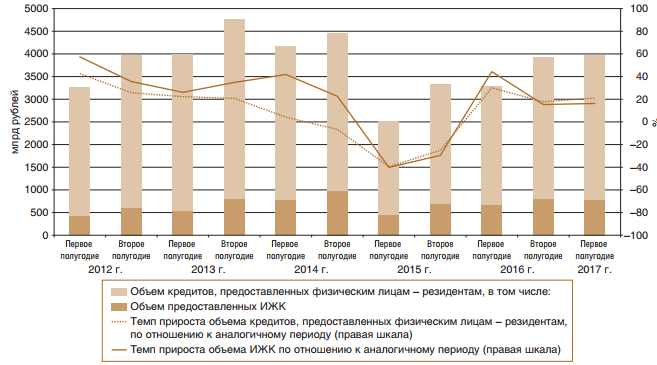 5000
4500
4000
3500
3000
2500
2000
1500
1000
500
0
млрд рублей
100
80
60
40
20
0
−20
−40
−60
−80
−100
%
Первое полугодие
Второе полугодие
Первое полугодие
Второе полугодие
Первое полугодие
Второе полугодие
Первое полугодие
Второе полугодие
Первое полугодие
Второе полугодие
Первое полугодие
2012 г.
2013 г.
2014 г.
2015 г.
2016 г.
2017 г.
Объем кредитов, предоставленных физическим лицам – резидентам, в том числе:
Объем предоставленных ИЖК
Темп прироста объема кредитов, предоставленных физическим лицам – резидентам,
по отношению к аналогичному периоду (правая шкала)
Темп прироста объема ИЖК по отношению к аналогичному периоду (правая шкала)